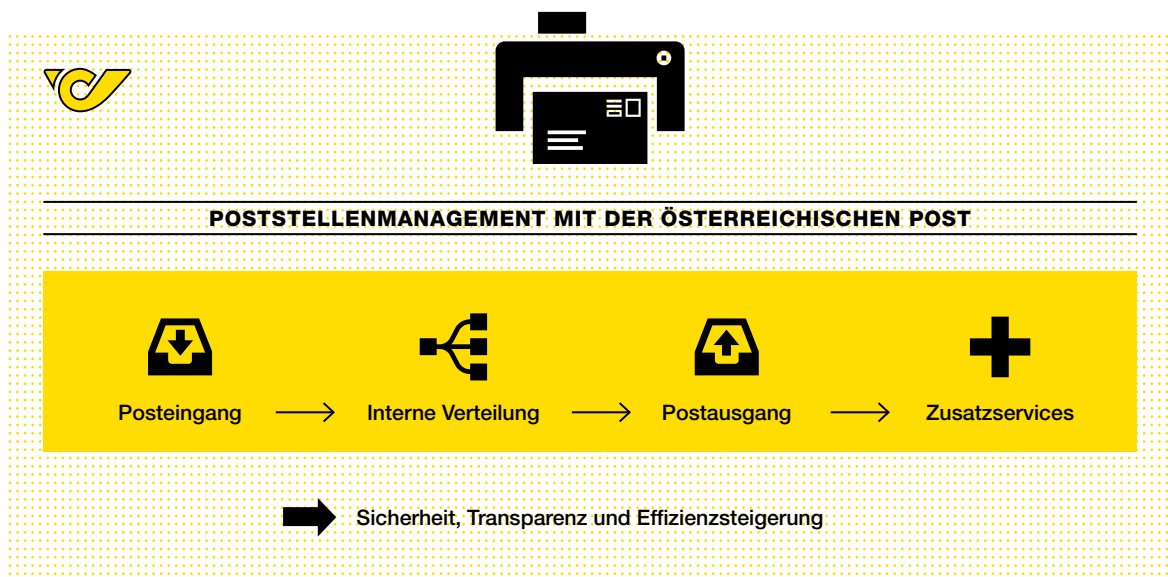 POSTSTELLENMANAGEMENT MIT DER ÖSTERREICHISCHEN POST
Posteingang
Interne Verteilung
Postausgang
Zusatzservices
Sicherheit, Transparenz und Effizienzsteigerung